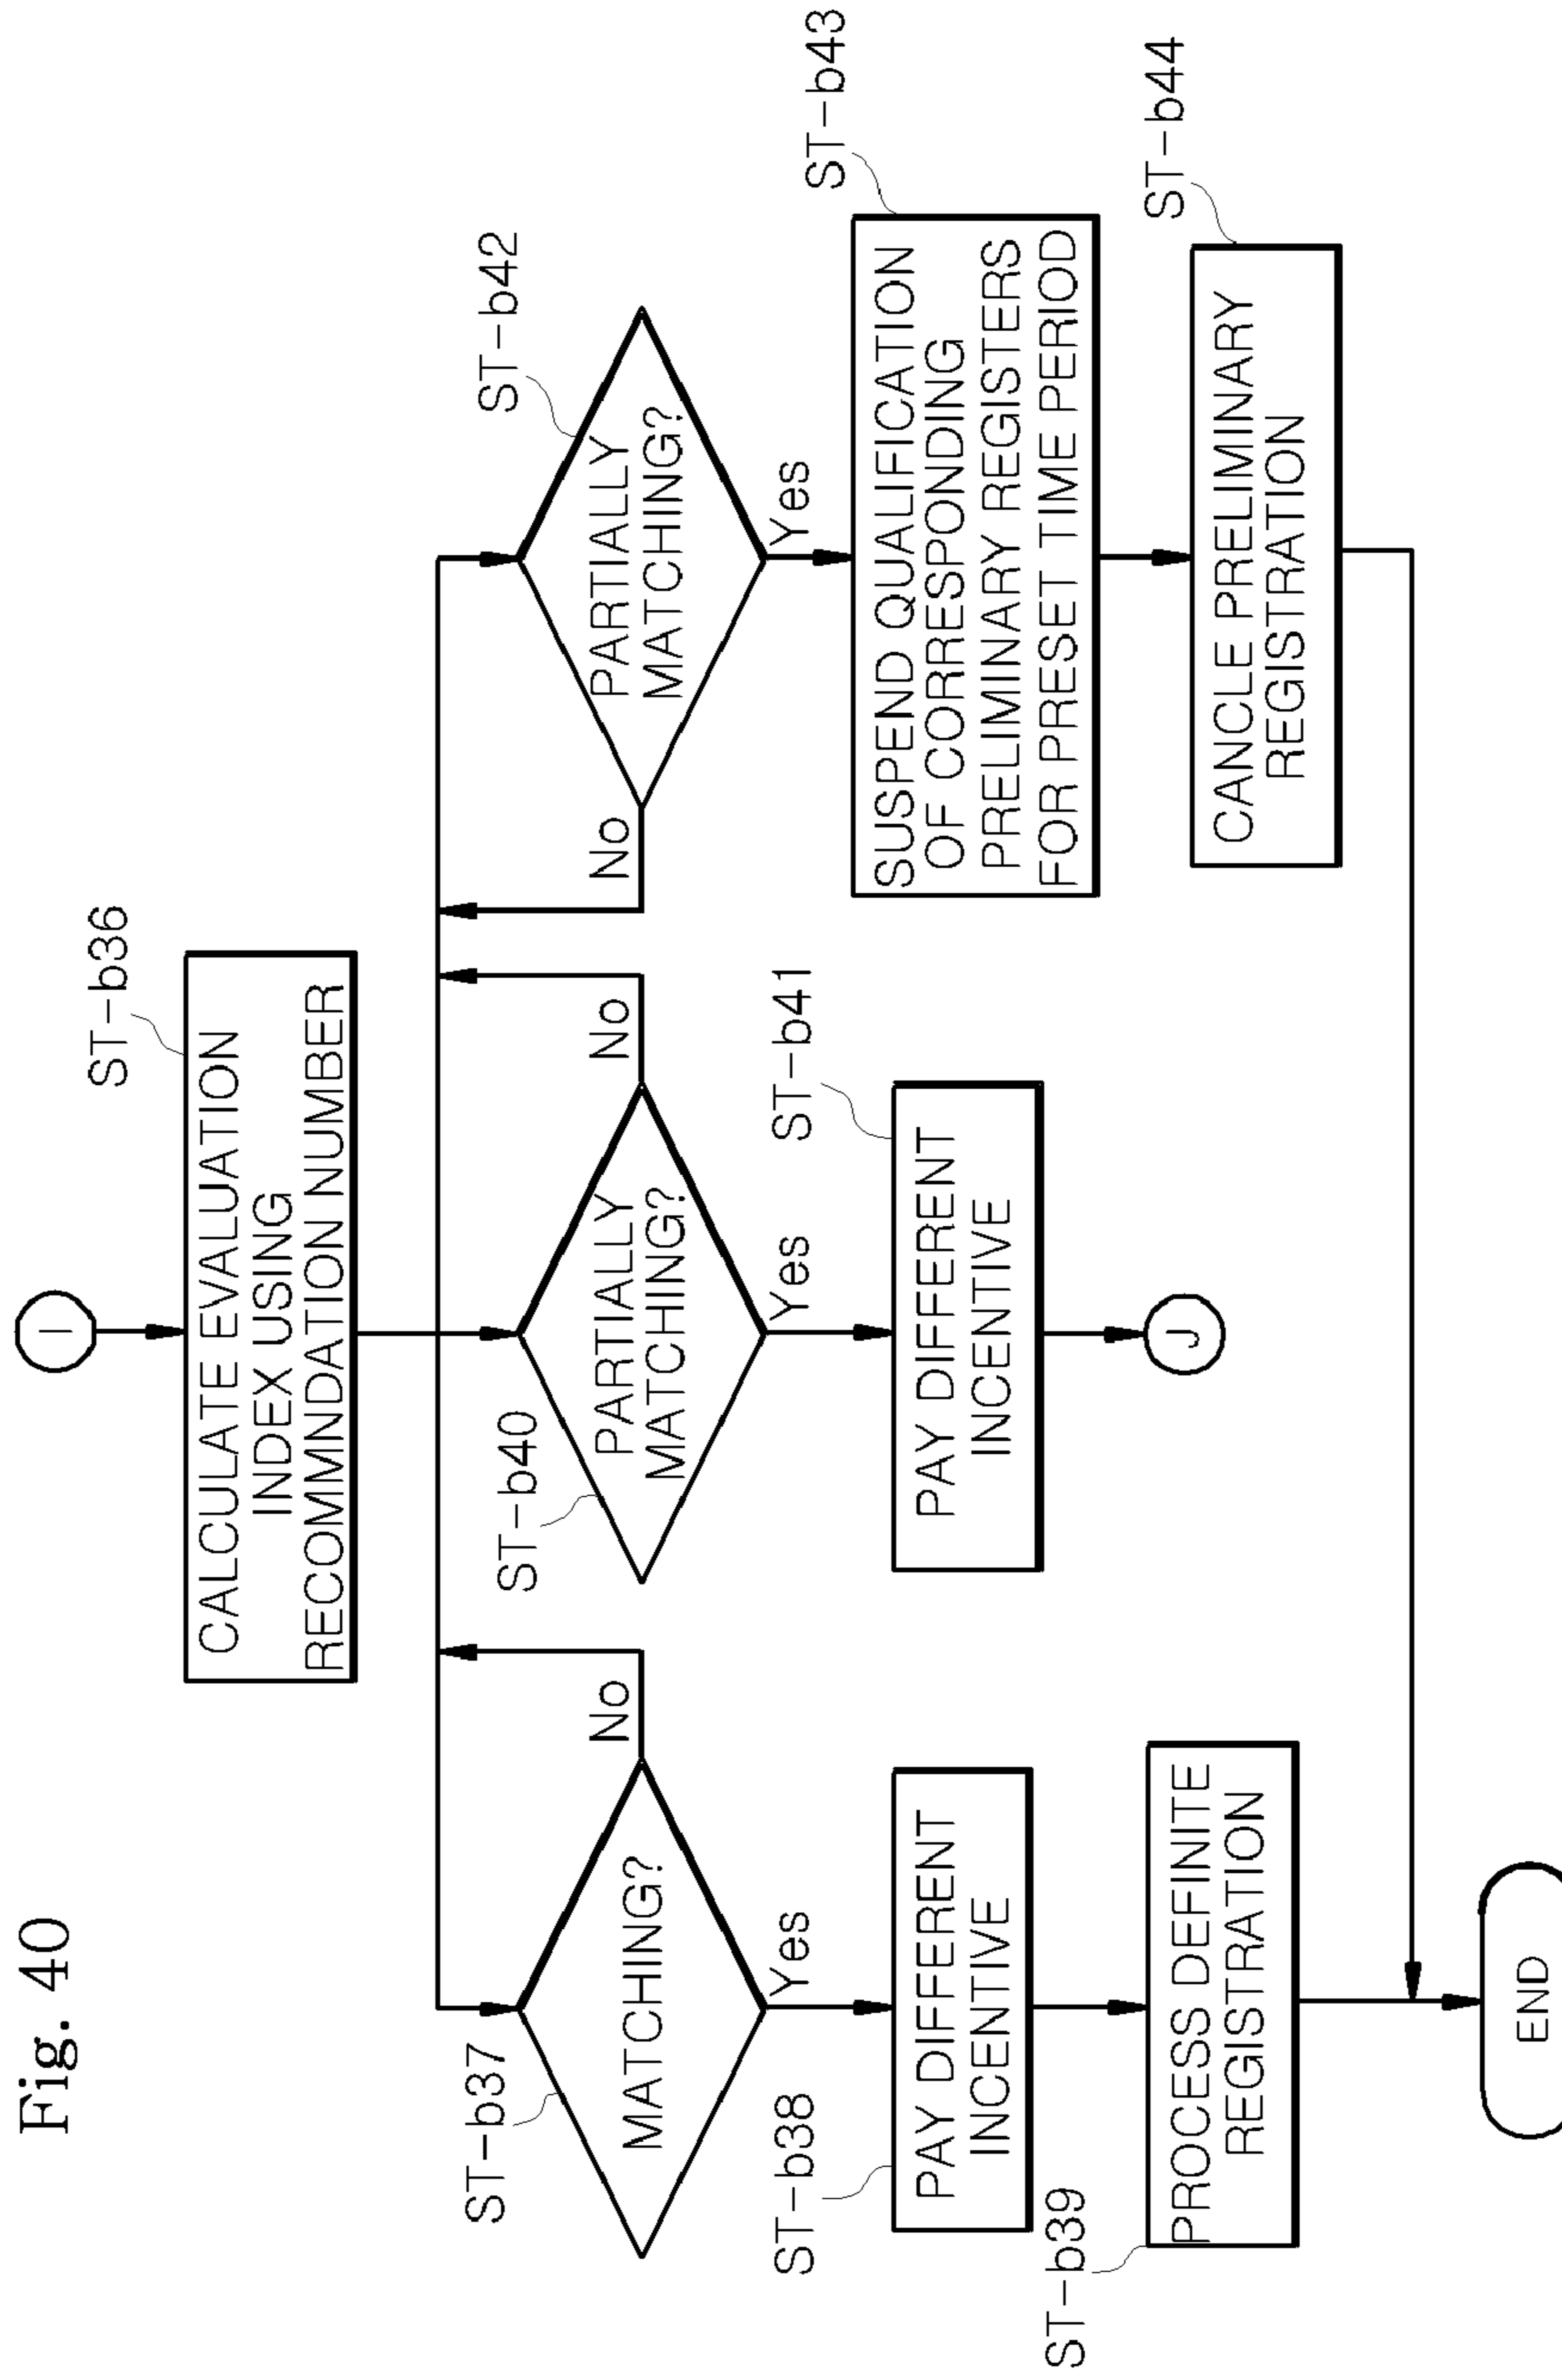 Fig. 40
I
ST-b36
CALCULATE EVALUATION
INDEX USING
RECOMMNDATION NUMBER
ST-b37
MATCHING?
No
Yes
ST-b38
PAY DIFFERENT
INCENTIVE
ST-b39
PROCESS DEFINITE
REGISTRATION
ST-b40
PARTIALLY
MATCHING?
No
Yes
ST-b41
PAY DIFFERENT
INCENTIVE
J
ST-b42
PARTIALLY
MATCHING?
No
Yes
ST-b43
SUSPEND QUALIFICATION
OF CORRESPONDING
PRELIMINARY REGISTERS
FOR PRESET TIME PERIOD
ST-b44
CANCLE PRELIMINARY
REGISTRATION
END